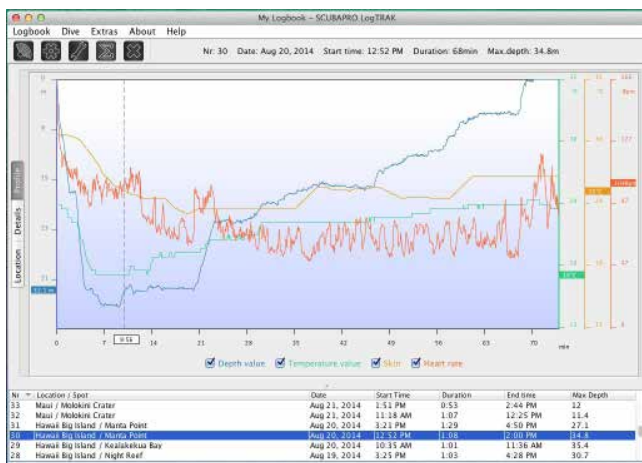 My Logbook – SCUBAPRO LogTRAK
Logbook Dive Extras About Help
Nr: 30 Date: Aug 20, 2014 Start time: 12:52 PM Duration: 68min Max.depth: 34.8m
Profile
Details
Location
0 7 14 21 28 35 42 49 56 63 70 min
9:56
Depth value Temperature value Skin Heart rate
Nr Location / Spot Date Start Time Duration End time Max Depth
33 Maui / Molokini Crater Aug 21, 2014 1:51 PM 0:53 2:44 PM 12
32 Maui / Molokini Crater Aug 21, 2014 11:18 AM 1:07 12:25 PM 11.4
31 Hawaii Big Island / Manta Point Aug 20, 2014 3:21 PM 1:29 4:50 PM 27.1
30 Hawaii Big Island / Manta Point Aug 20, 2014 12:52 PM 1:08 2:00 PM 34.8
29 Hawaii Big Island / Kealakekua Bay Aug 20, 2014 10:35 AM 1:01 11:36 AM 35.4
28 Hawaii Big Island / Night Reef Aug 19, 2014 3:25 PM 1:03 4:28 PM 30.7